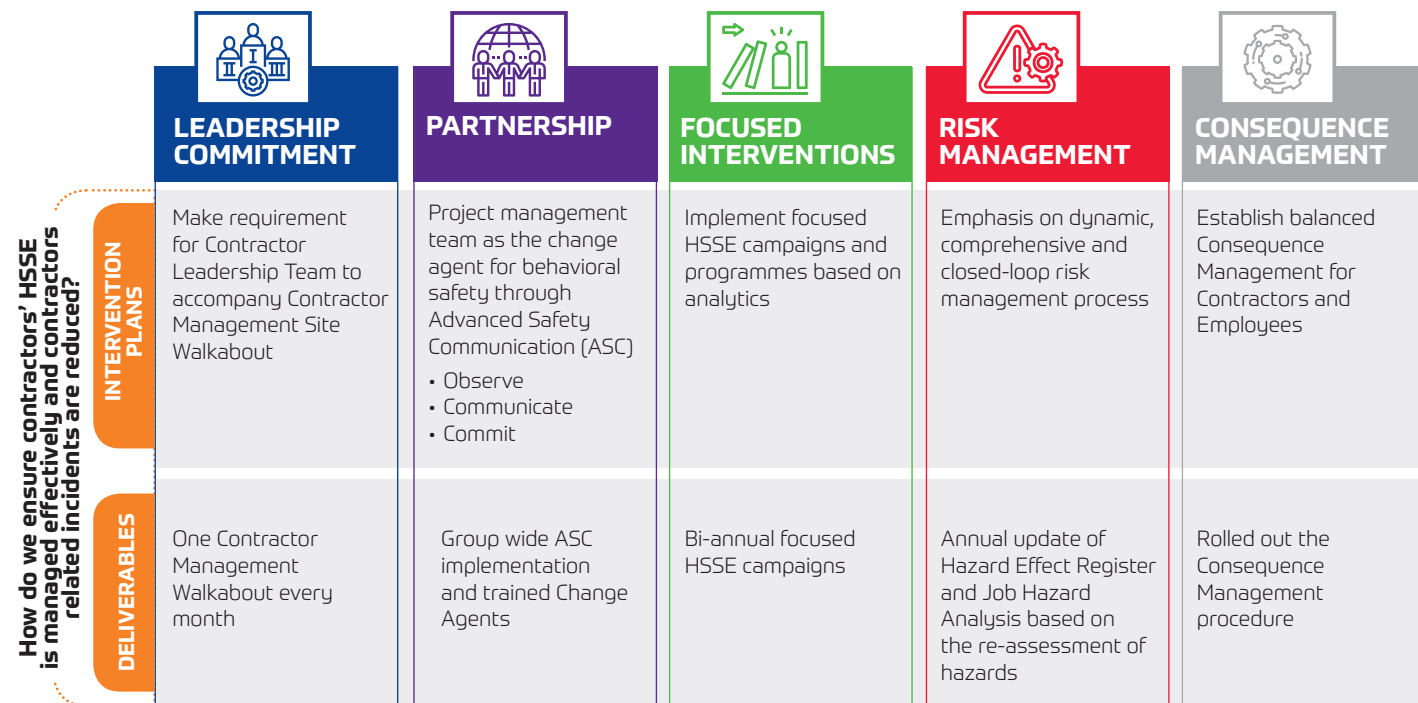 LEADERSHIP
COMMITMENT
PARTNERSHIP
FOCUSED
INTERVENTIONS
RISK
MANAGEMENT
CONSEQUENCE
MANAGEMENT
How do we ensure contractors’ HSSE
is managed effectively and contractors
related incidents are reduced?
INTERVENTION
PLANS
Make requirement
for Contractor
Leadership Team to
accompany Contractor
Management Site
Walkabout
Project management
team as the change
agent for behavioral
safety through
Advanced Safety
Communication (ASC)
• Observe
• Communicate
• Commit
Implement focused
HSSE campaigns and
programmes based on
analytics
Emphasis on dynamic,
comprehensive and
closed-loop risk
management process
Establish balanced
Consequence
Management for
Contractors and
Employees
DELIVERABLES
One Contractor
Management
Walkabout every
month
Group wide ASC
implementation
and trained Change
Agents
Bi-annual focused
HSSE campaigns
Annual update of
Hazard Effect Register
and Job Hazard
Analysis based on
the re-assessment of
hazards
Rolled out the
Consequence
Management
procedure